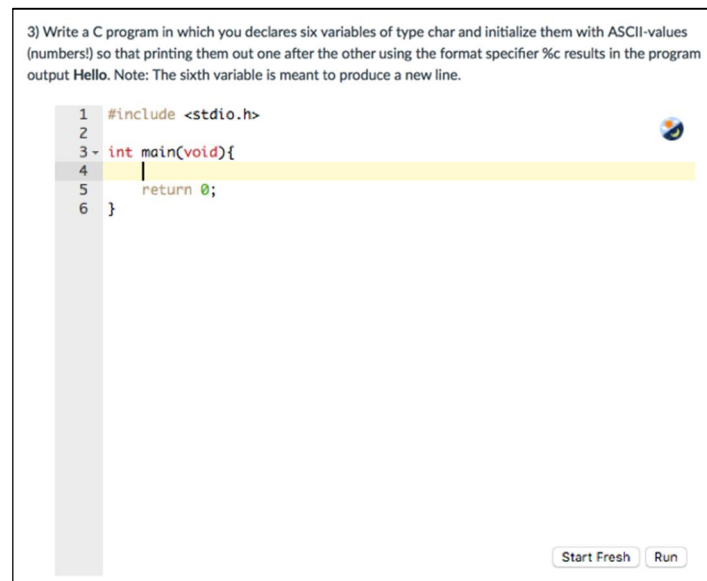 3) Write a C program in which you declares six variables of type char and initialize them with ASCII-values
(numbers!) so that printing them out one after the other using the format specifier %c results in the program
output Hello. Note: The sixth variable is meant to produce a new line.
1 #include <stdio.h>
2
3 int main(void){
4
5 return 0;
6 }
Start Fresh Run